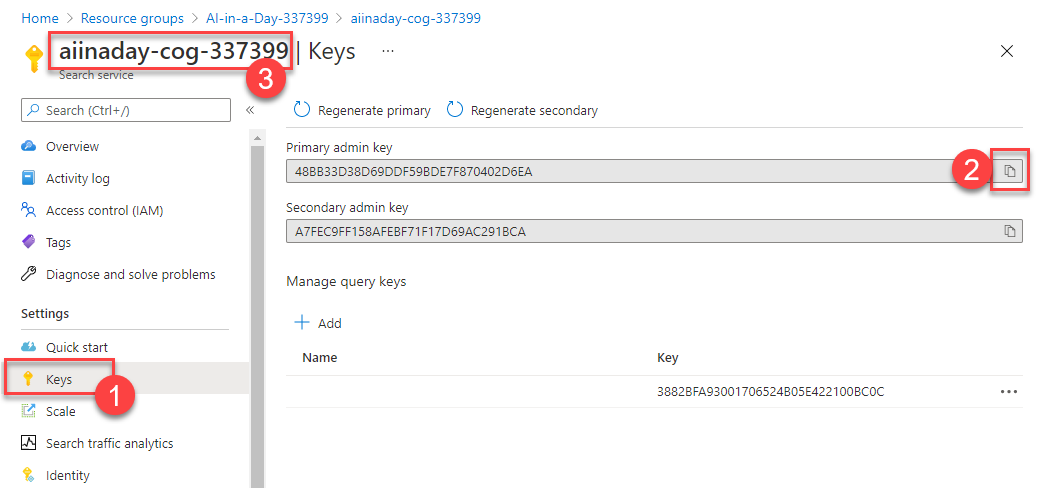 Home > Resource groups > AI-in-a-Day-337399 > aiinaday-cog-337399
aiinaday-cog-337399 | Keys ...
3
Search service
Search (Ctrl+/) «
Overview
Activity log
Access control (IAM)
Tags
Diagnose and solve problems
Settings
Quick start
Keys
1
Scale
Search traffic analytics
Identity
Regenerate primary Regenerate secondary
Primary admin key
48BB33D38D69DDF59BDE7F870402D6EA
2
Secondary admin key
A7FEC9FF158AFEBF71F17D69AC291BCA
Manage query keys
+ Add
Name Key
3882BFA93001706524B05E422100BC0C ...